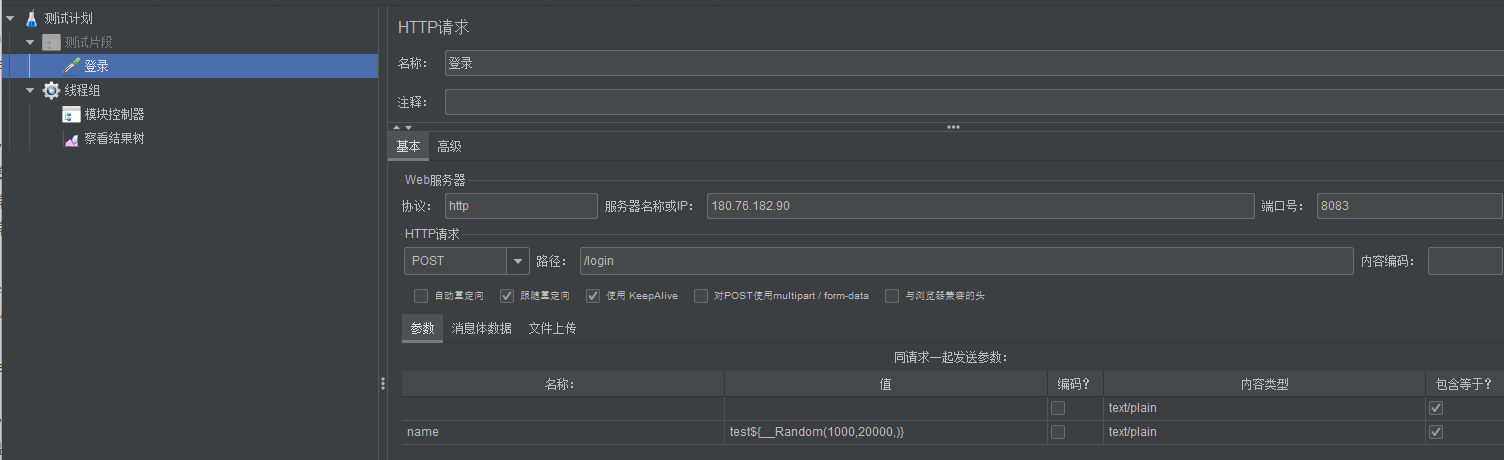 测试计划
测试片段
登录
线程组
模块控制器
察看结果树
HTTP请求
名称： 登录
注释：
基本 高级
Web服务器
协议： http 服务器名称或IP： 180.76.182.90 端口号： 8083
HTTP请求
POST 路径： /login 内容编码：
自动重定向 跟随重定向 使用 KeepAlive 对POST使用multipart / form-data 与浏览器兼容的头
参数 消息体数据 文件上传
同请求一起发送参数：
名称： 值 编码？ 内容类型 包含等于？
text/plain
name test${__Random(1000,20000,)} text/plain